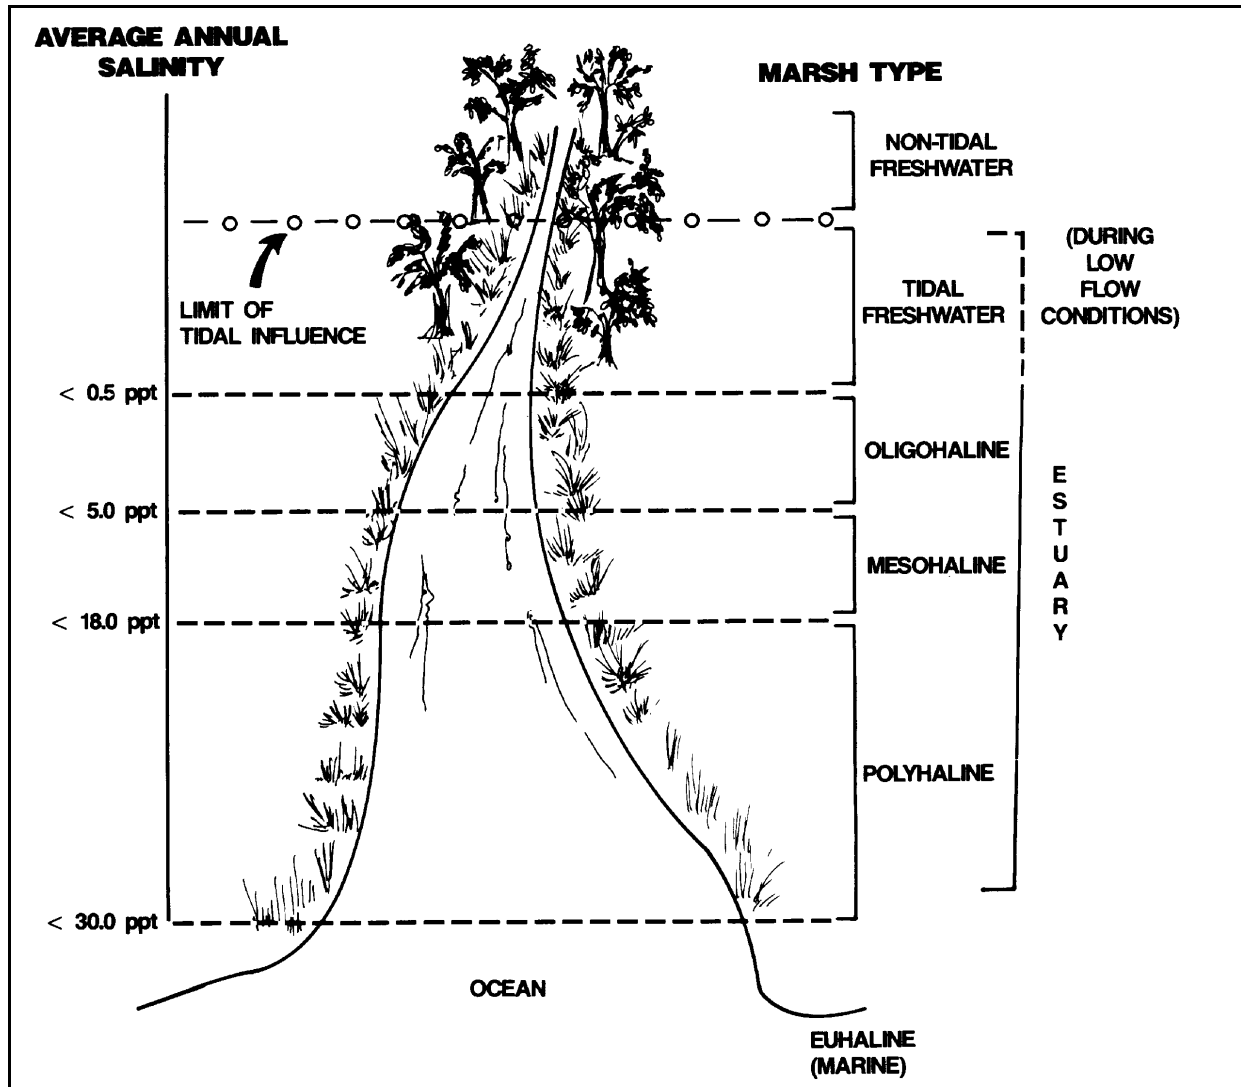 AVERAGE ANNUAL
SALINITY
MARSH TYPE
NON-TIDAL
FRESHWATER
LIMIT OF
TIDAL INFLUENCE
TIDAL
FRESHWATER
(DURING
LOW
FLOW
CONDITIONS)
< 0.5 ppt
OLIGOHALINE
< 5.0 ppt
MESOHALINE
ESTUARY
< 18.0 ppt
POLYHALINE
< 30.0 ppt
OCEAN
EUHALINE
(MARINE)